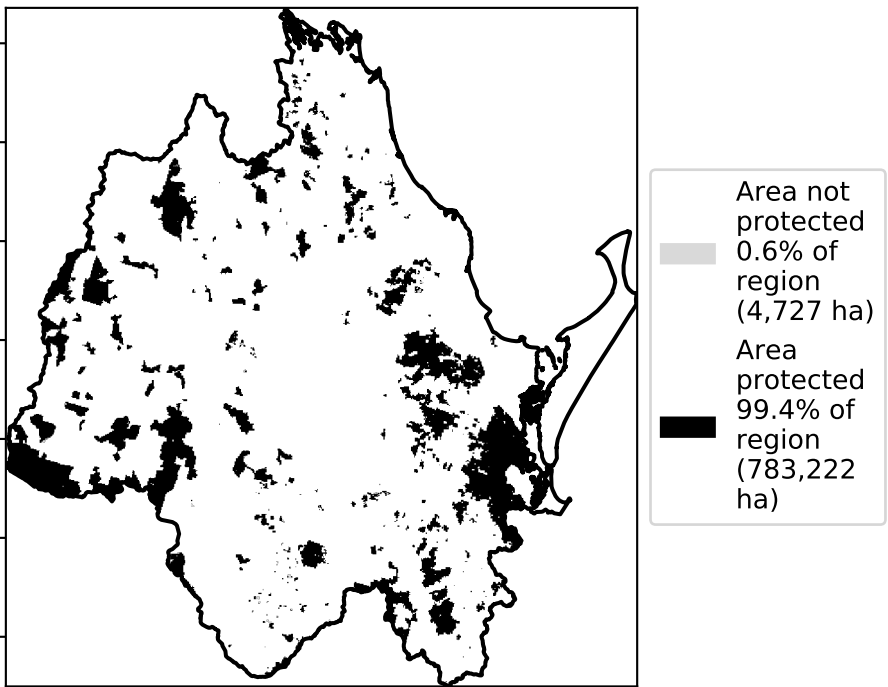 Area not
protected
0.6% of
region
(4,727 ha)
Area
protected
99.4% of
region
(783,222
ha)